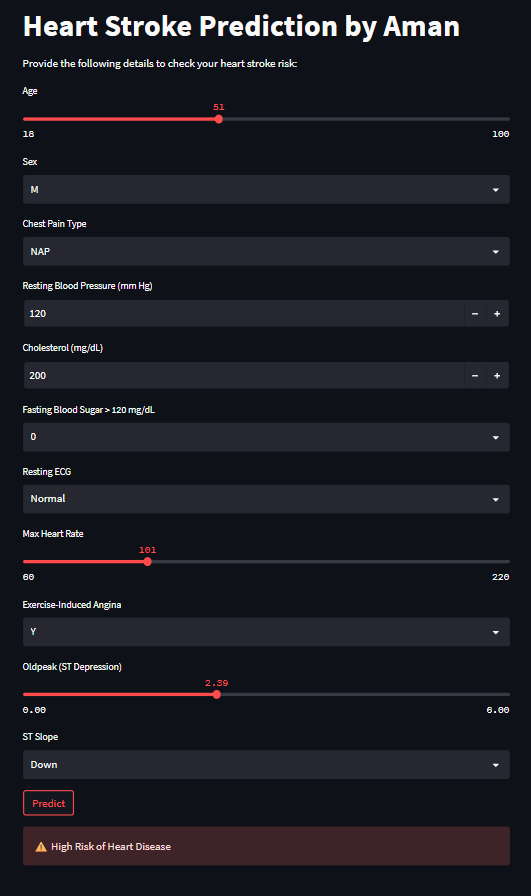 Heart Stroke Prediction by Aman
Provide the following details to check your heart stroke risk:
Age
51
18 100
Sex
M
Chest Pain Type
NAP
Resting Blood Pressure (mm Hg)
120 − +
Cholesterol (mg/dL)
200 − +
Fasting Blood Sugar > 120 mg/dL
0
Resting ECG
Normal
Max Heart Rate
101
60 220
Exercise-Induced Angina
Y
Oldpeak (ST Depression)
2.39
0.00 6.00
ST Slope
Down
Predict
⚠️ High Risk of Heart Disease